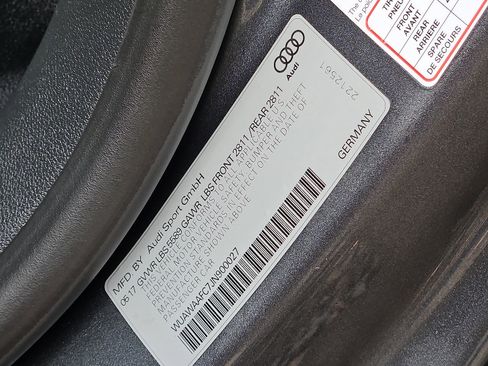 Audi
2212561
MFD BY Audi Sport GmbH
06 17 GVWR LBS 5589 GAWR LBS FRONT 2811 / REAR 2811
THIS VEHICLE CONFORMS TO ALL APPLICABLE U.S.
FEDERAL MOTOR VEHICLE SAFETY, BUMPER AND THEFT
PREVENTION STANDARDS IN EFFECT ON THE DATE OF
MANUFACTURE SHOWN ABOVE
PASSENGER CAR
WUAWAAFC7JN900027
GERMANY
FRONT
AVANT
REAR
ARRIERE
SPARE
DE SECOURS